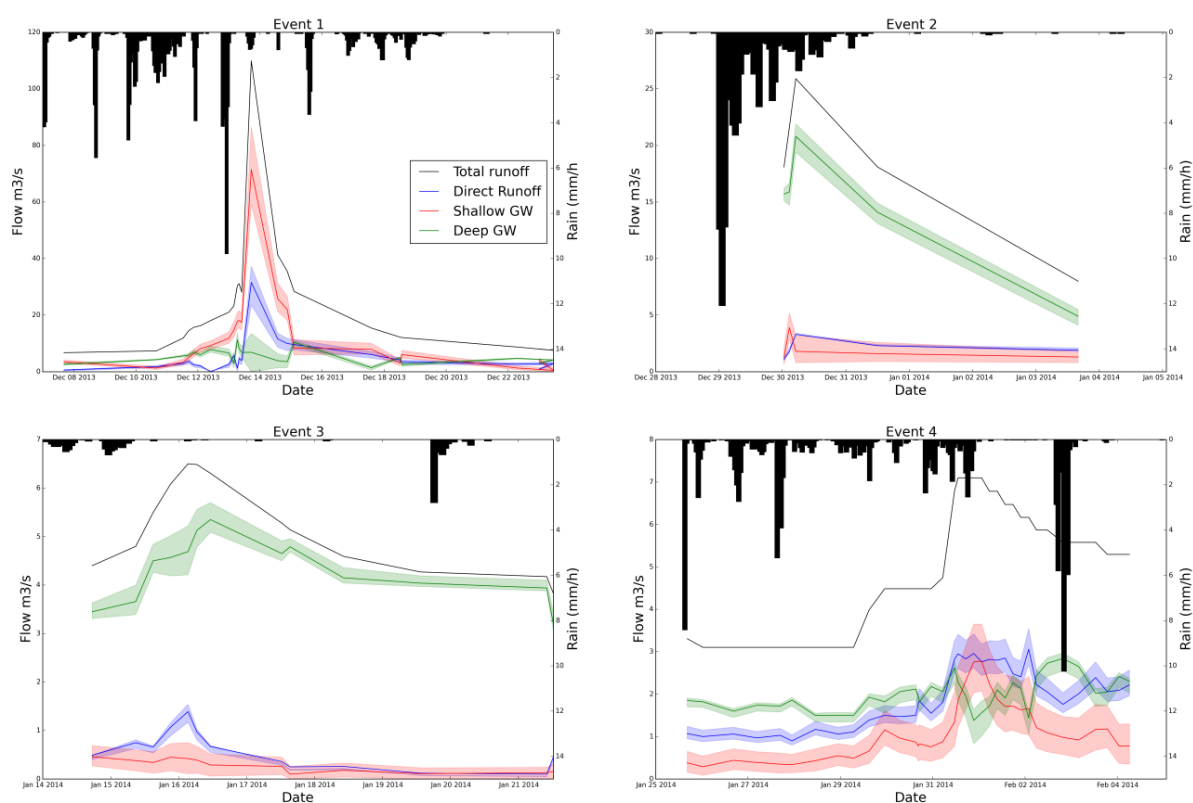 Event 1
120
100
80
60
40
20
0
Flow m3/s
0
2
4
6
8
10
12
14
Rain (mm/h)
Total runoff
Direct Runoff
Shallow GW
Deep GW
Dec 08 2013 Dec 10 2013 Dec 12 2013 Dec 14 2013 Dec 16 2013 Dec 18 2013 Dec 20 2013 Dec 22 2013
Date
Event 2
30
25
20
15
10
5
0
Flow m3/s
0
2
4
6
8
10
12
14
Rain (mm/h)
Dec 28 2013 Dec 29 2013 Dec 30 2013 Dec 31 2013 Jan 01 2014 Jan 02 2014 Jan 03 2014 Jan 04 2014 Jan 05 2014
Date
Event 3
7
6
5
4
3
2
1
0
Flow m3/s
0
2
4
6
8
10
12
14
Rain (mm/h)
Jan 14 2014 Jan 15 2014 Jan 16 2014 Jan 17 2014 Jan 18 2014 Jan 19 2014 Jan 20 2014 Jan 21 2014
Date
Event 4
8
7
6
5
4
3
2
1
0
Flow m3/s
0
2
4
6
8
10
12
14
Rain (mm/h)
Jan 25 2014 Jan 27 2014 Jan 29 2014 Jan 31 2014 Feb 02 2014 Feb 04 2014
Date